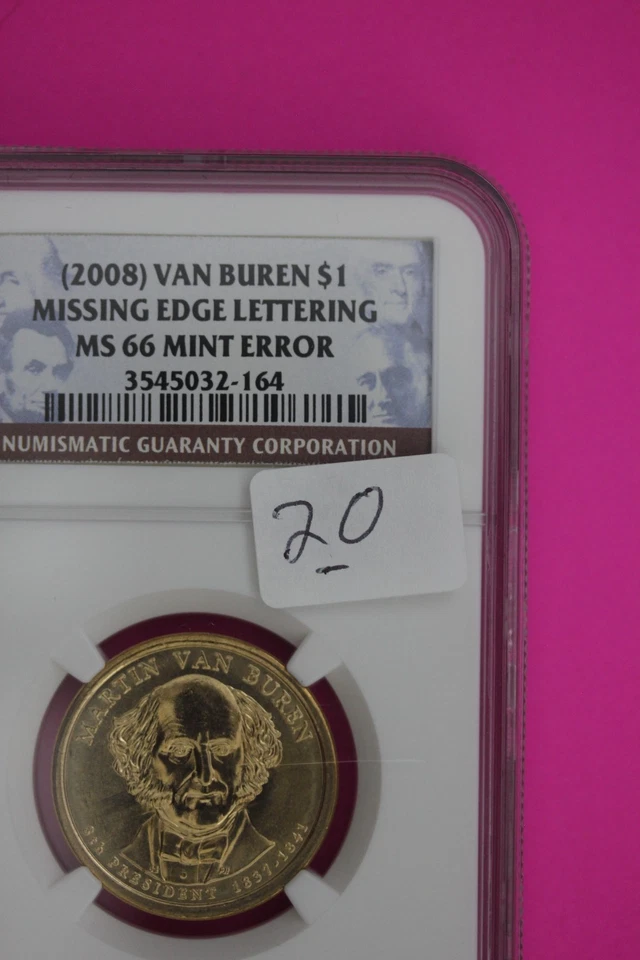 (2008) VAN BUREN $1
MISSING EDGE LETTERING
MS 66 MINT ERROR
3545032-164
NUMISMATIC GUARANTY CORPORATION
20
MARTIN VAN BUREN
8th PRESIDENT 1837-1841